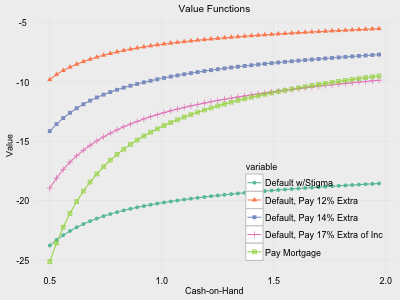 Value Functions
-5
-10
-15
-20
-25
Value
variable
Default w/Stigma
Default, Pay 12% Extra
Default, Pay 14% Extra
Default, Pay 17% Extra of Inc
Pay Mortgage
0.5
1.0
1.5
2.0
Cash-on-Hand